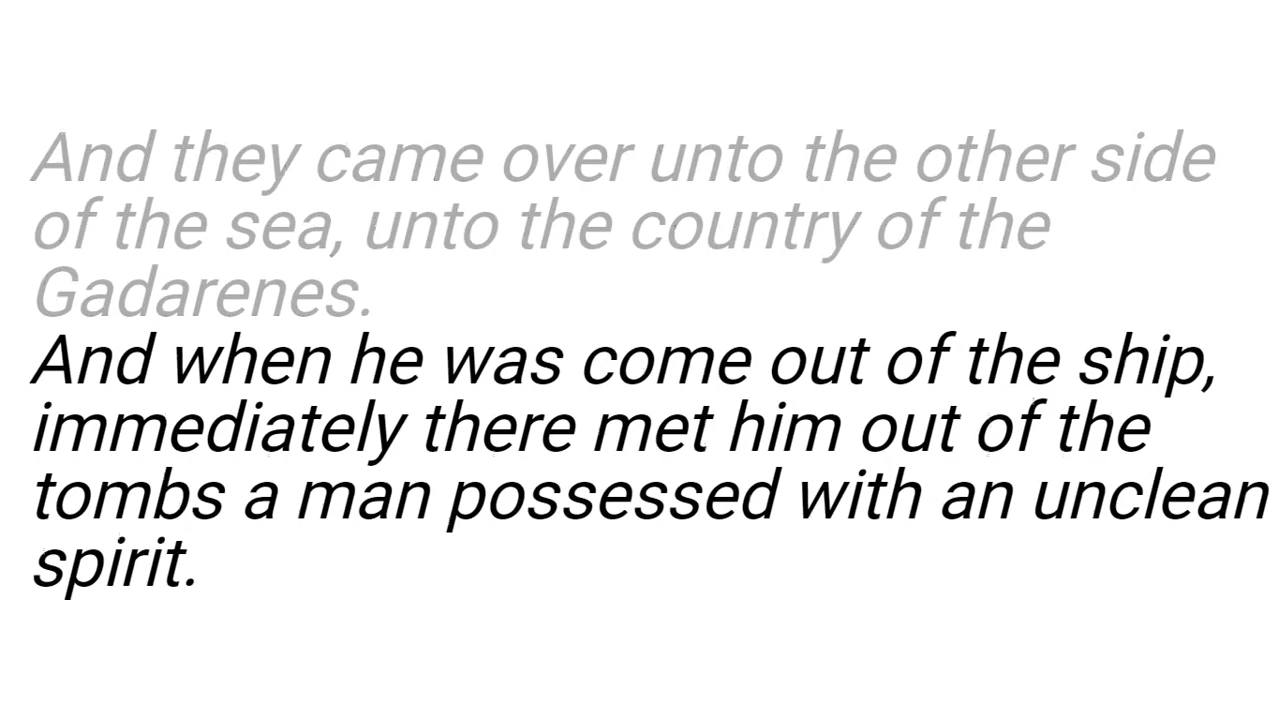 And they came over unto the other side
of the sea, unto the country of the
Gadarenes.
And when he was come out of the ship,
immediately there met him out of the
tombs a man possessed with an unclean
spirit.